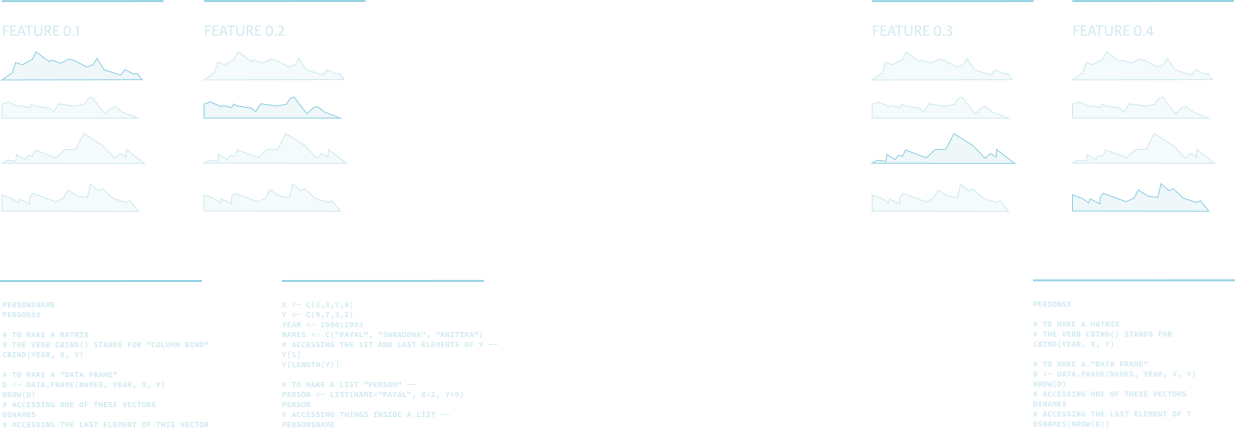 FEATURE 0.1
FEATURE 0.2
FEATURE 0.3
FEATURE 0.4
PERSON$NAME
PERSON$X
# TO MAKE A MATRIX
# THE VERB CBIND() STANDS FOR "COLUMN BIND"
CBIND(YEAR, X, Y)
# TO MAKE A "DATA FRAME"
D <- DATA.FRAME(NAMES, YEAR, X, Y)
NROW(D)
# ACCESSING ONE OF THESE VECTORS
D$NAMES
# ACCESSING THE LAST ELEMENT OF THIS VECTOR
X <- C(2,3,7,9)
Y <- C(9,7,3,2)
YEAR <- 1990:1993
NAMES <- C("PAYAL", "SHRADDHA", "KRITIKA")
# ACCESSING THE 1ST AND LAST ELEMENTS OF Y --
Y[1]
Y[LENGTH(Y)]
# TO MAKE A LIST "PERSON" --
PERSON <- LIST(NAME="PAYAL", X=2, Y=9)
PERSON
# ACCESSING THINGS INSIDE A LIST --
PERSON$NAME
PERSON$X
# TO MAKE A MATRIX
# THE VERB CBIND() STANDS FOR
CBIND(YEAR, X, Y)
# TO MAKE A "DATA FRAME"
D <- DATA.FRAME(NAMES, YEAR, X, Y)
NROW(D)
# ACCESSING ONE OF THESE VECTORS
D$NAMES
# ACCESSING THE LAST ELEMENT OF T
D$NAMES[NROW(D)]